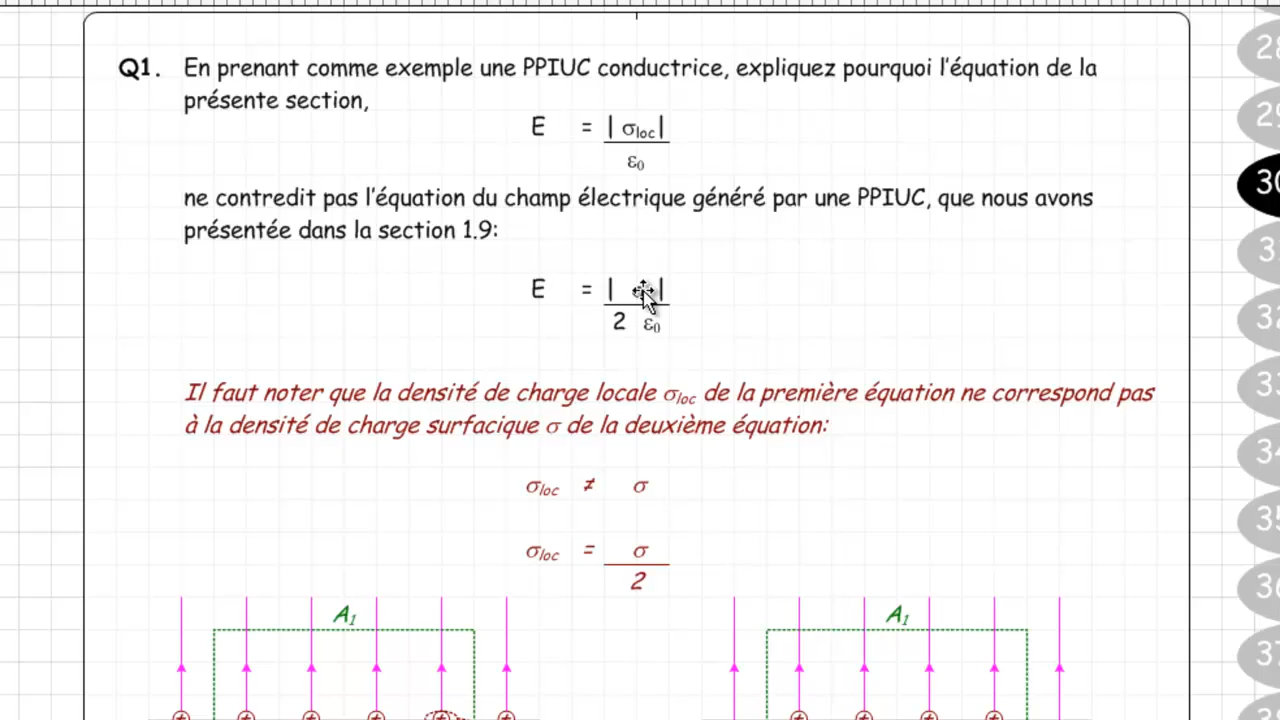 Q1. En prenant comme exemple une PPIUC conductrice, expliquez pourquoi l'équation de la
présente section,
E = | σloc|
ε0
ne contredit pas l'équation du champ électrique généré par une PPIUC, que nous avons
présentée dans la section 1.9:
E = | |
2 ε0
Il faut noter que la densité de charge locale σloc de la première équation ne correspond pas
à la densité de charge surfacique σ de la deuxième équation:
σloc ≠ σ
σloc = σ
2
A1 A1
+ + + + + + + + + +
30